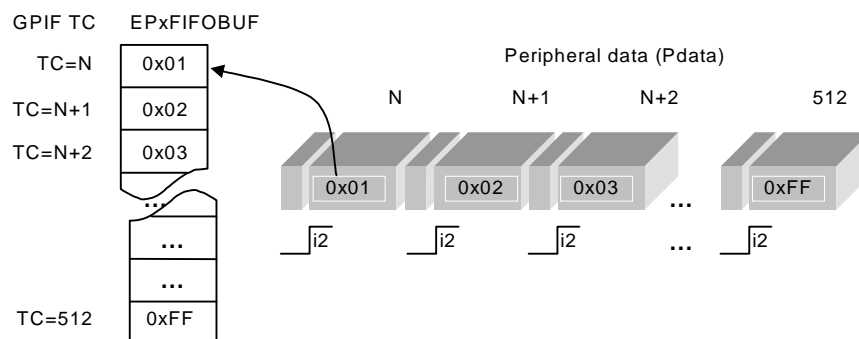 GPIF TC EPxFIFOBUF
TC=N 0x01
Peripheral data (Pdata)
TC=N+1 0x02
N N+1 N+2 512
TC=N+2 0x03
0x01 0x02 0x03 0xFF
... ...
i2 i2 i2 ... i2
...
...
TC=512 0xFF